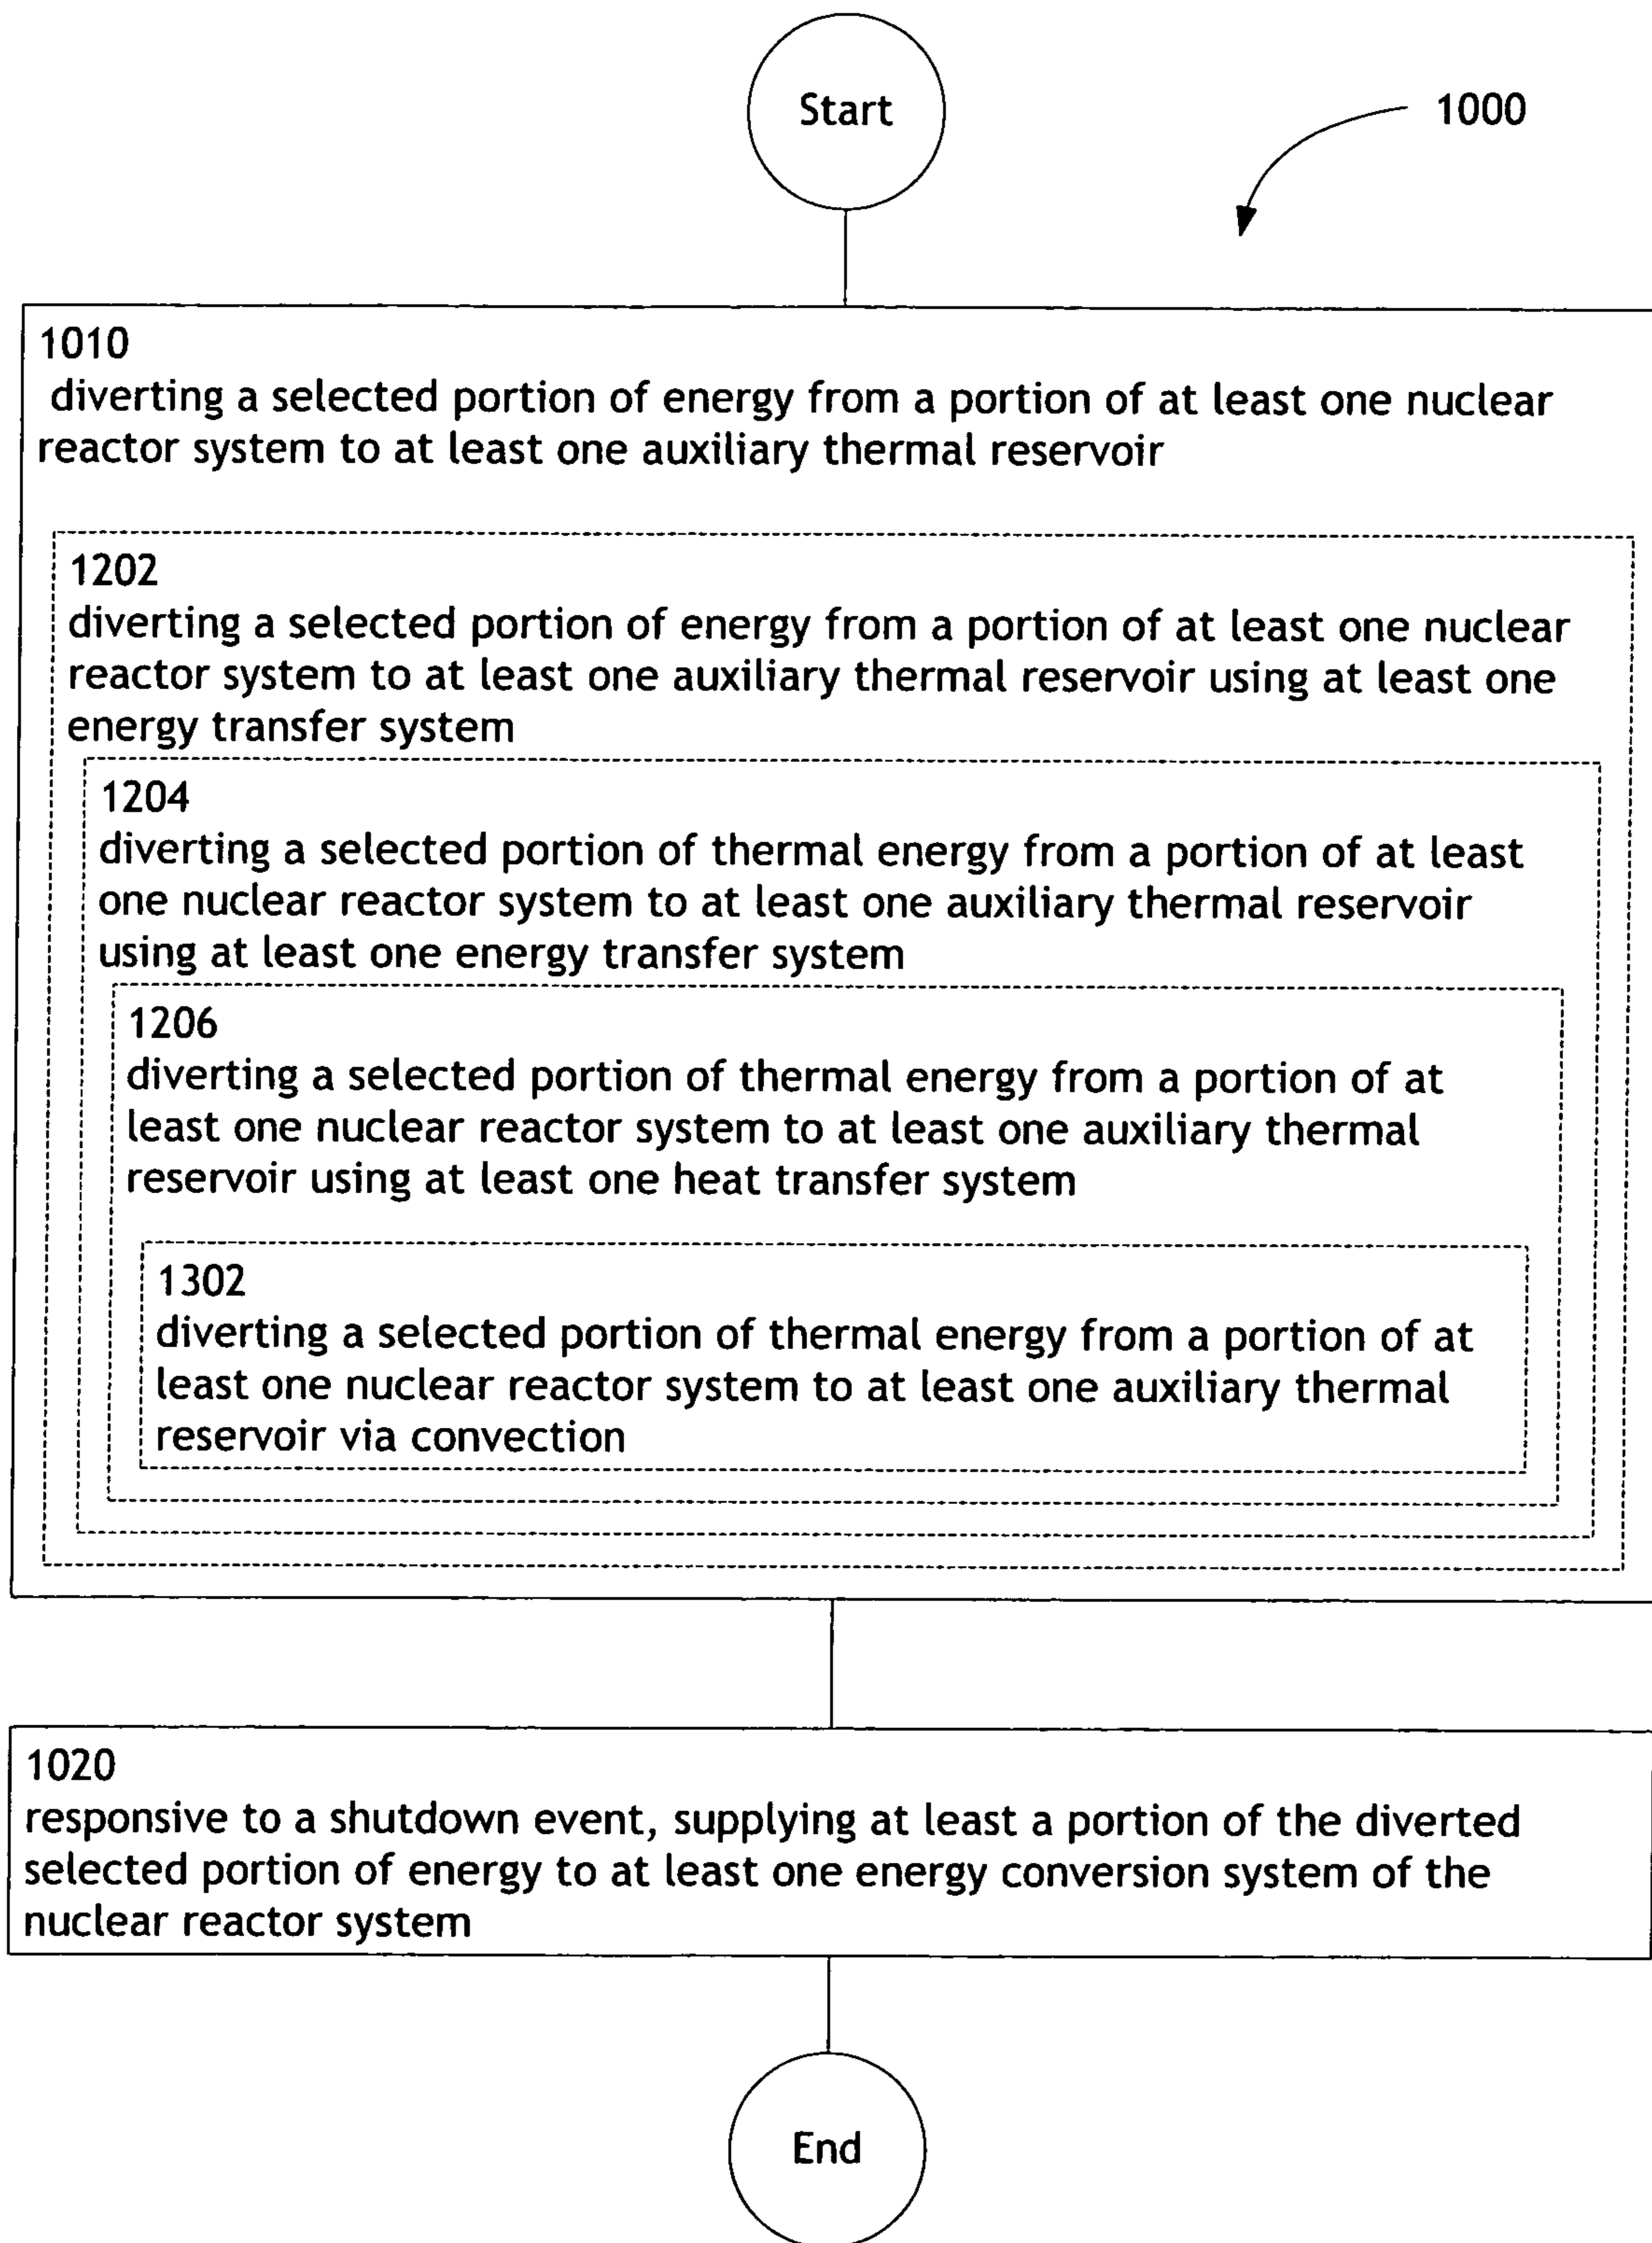 Start
1000
1010
diverting a selected portion of energy from a portion of at least one nuclear
reactor system to at least one auxiliary thermal reservoir
1202
diverting a selected portion of energy from a portion of at least one nuclear
reactor system to at least one auxiliary thermal reservoir using at least one
energy transfer system
1204
diverting a selected portion of thermal energy from a portion of at least
one nuclear reactor system to at least one auxiliary thermal reservoir
using at least one energy transfer system
1206
diverting a selected portion of thermal energy from a portion of at
least one nuclear reactor system to at least one auxiliary thermal
reservoir using at least one heat transfer system
1302
diverting a selected portion of thermal energy from a portion of at
least one nuclear reactor system to at least one auxiliary thermal
reservoir via convection
1020
responsive to a shutdown event, supplying at least a portion of the diverted
selected portion of energy to at least one energy conversion system of the
nuclear reactor system
End